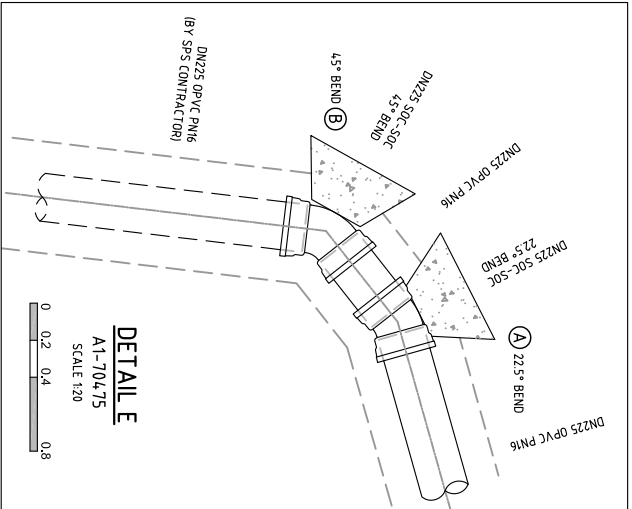 DN225 OPVC PN16
(BY SPS CONTRACTOR)
45° BEND
B
DN225 SOC-SOC
45° BEND
DN225 OPVC PN16
DN225 SOC-SOC
22.5° BEND
A
22.5° BEND
DN225 OPVC PN16
DETAIL E
A1-70475
SCALE 1:20
0
0.2
0.4
0.8